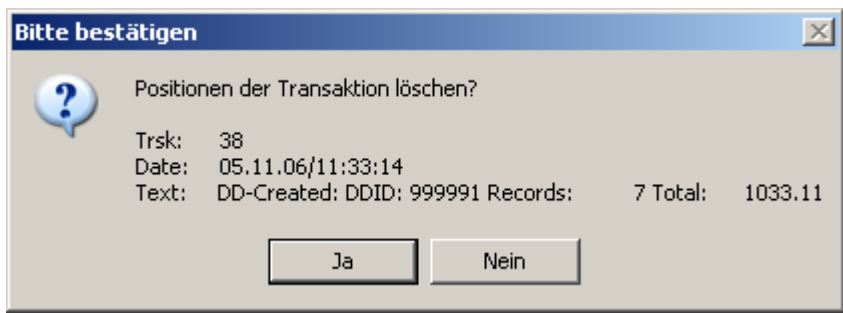 Bitte bestätigen
Positionen der Transaktion löschen?
Trsk: 38
Date: 05.11.06/11:33:14
Text: DD-Created: DDID: 999991 Records: 7 Total: 1033.11
Ja Nein